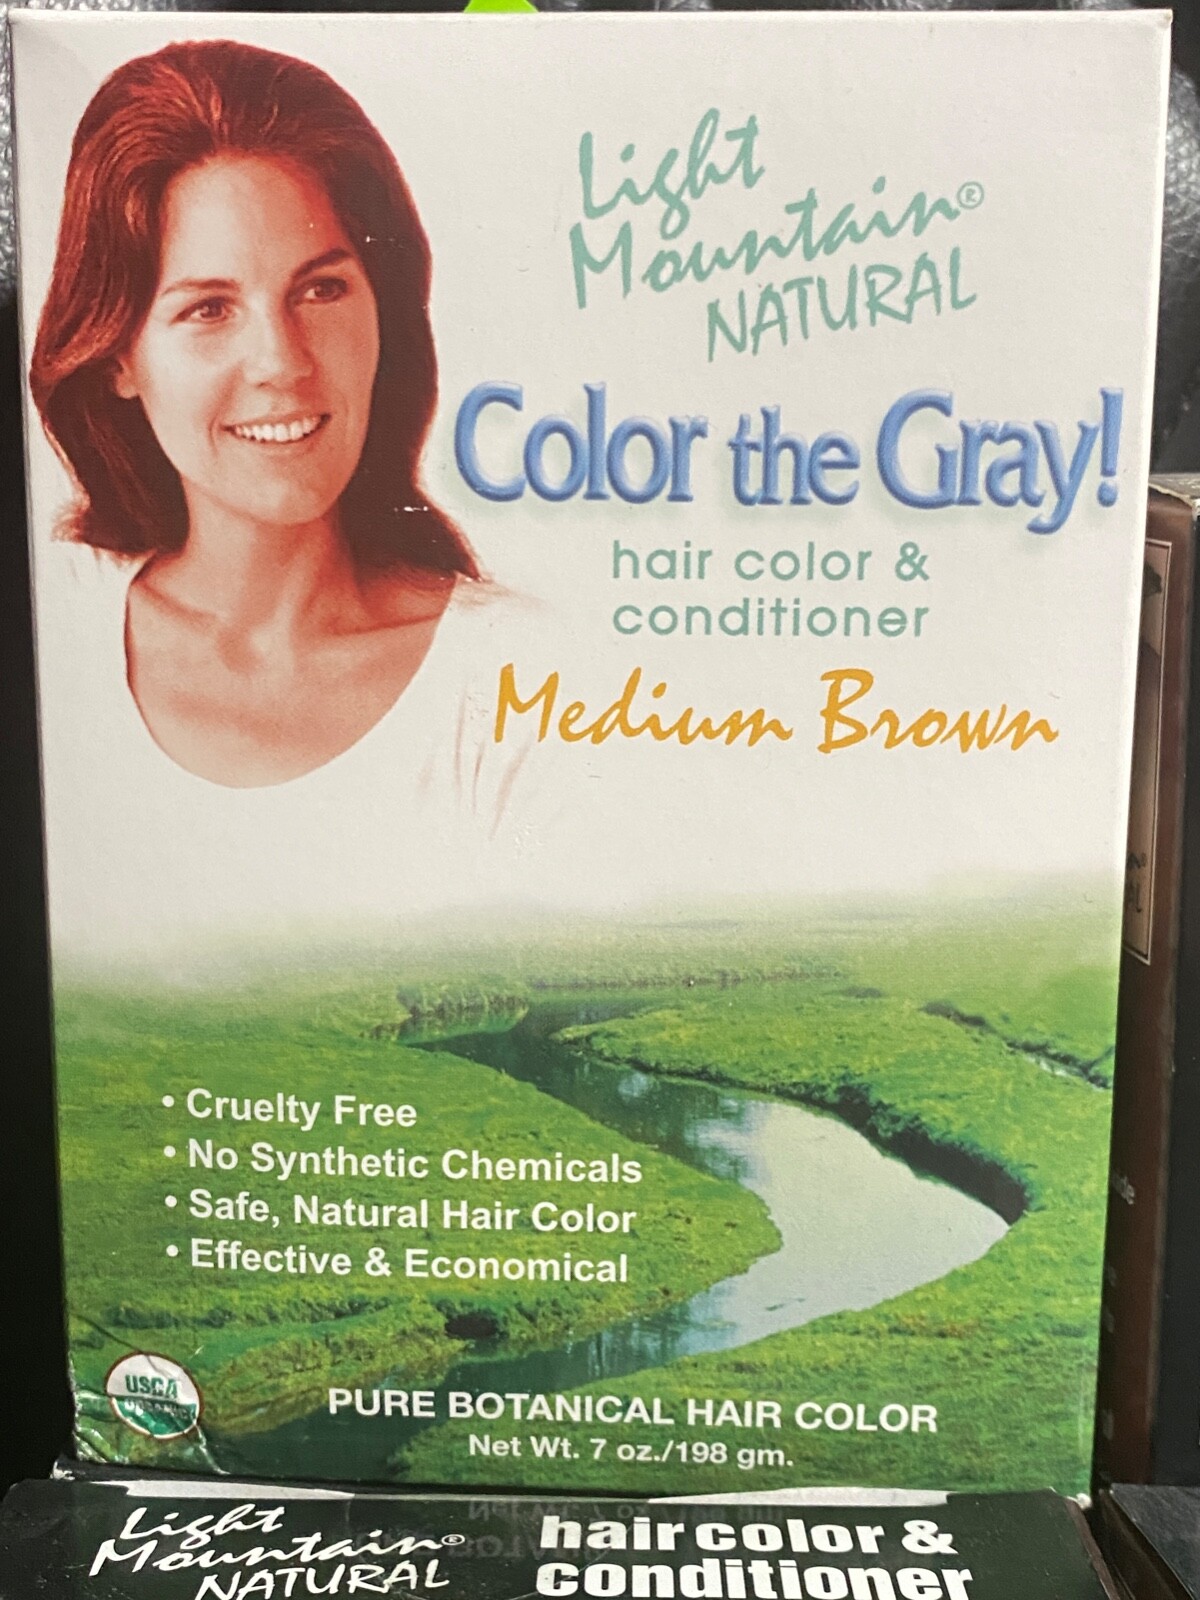 Light
Mountain®
NATURAL
Color the Gray!
hair color &
conditioner
Medium Brown
• Cruelty Free
• No Synthetic Chemicals
• Safe, Natural Hair Color
• Effective & Economical
USDA
ORGANIC
PURE BOTANICAL HAIR COLOR
Net Wt. 7 oz./198 gm.
Light
Mountain®
NATURAL
hair color &
conditioner